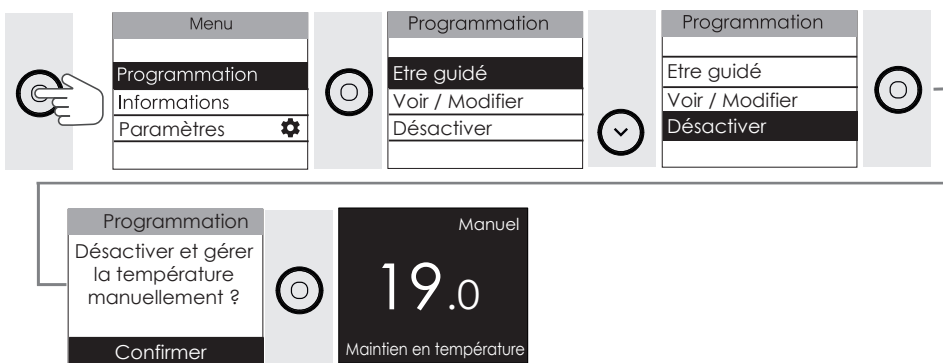 Menu
Programmation
Informations
Paramètres
Programmation
Etre guidé
Voir / Modifier
Désactiver
Programmation
Etre guidé
Voir / Modifier
Désactiver
Programmation
Désactiver et gérer
la température
manuellement ?
Confirmer
Manuel
19.0
Maintien en température